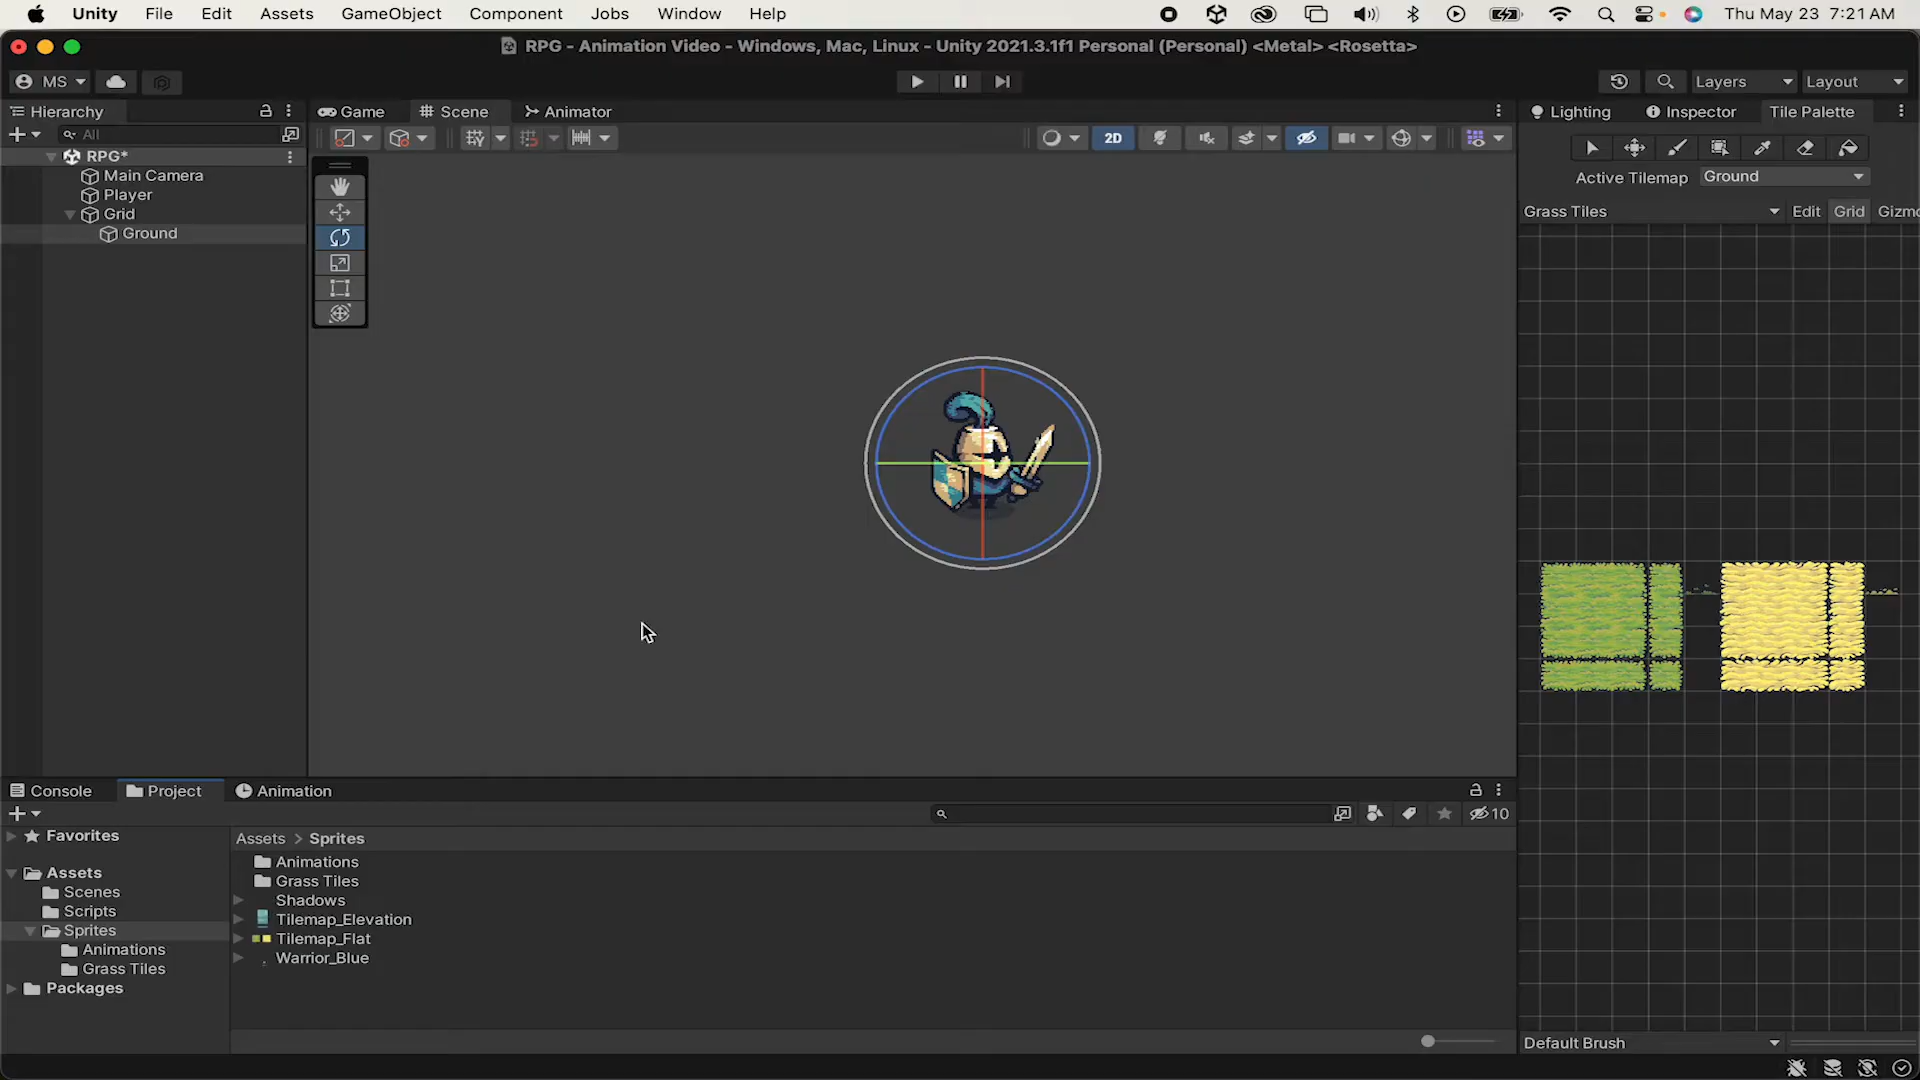 Unity File Edit Assets GameObject Component Jobs Window Help Thu May 23 7:21 AM
RPG - Animation Video - Windows, Mac, Linux - Unity 2021.3.1f1 Personal (Personal) <Metal> <Rosetta>
MS Layers Layout
Hierarchy Game Scene Animator Lighting Inspector Tile Palette
All 2D
RPG*
Main Camera
Player
Grid
Ground
Active Tilemap Ground
Grass Tiles Edit Grid Gizmo
Console Project Animation
10
Favorites
Assets
Scenes
Scripts
Sprites
Animations
Grass Tiles
Packages
Assets > Sprites
Animations
Grass Tiles
Shadows
Tilemap_Elevation
Tilemap_Flat
Warrior_Blue
Default Brush